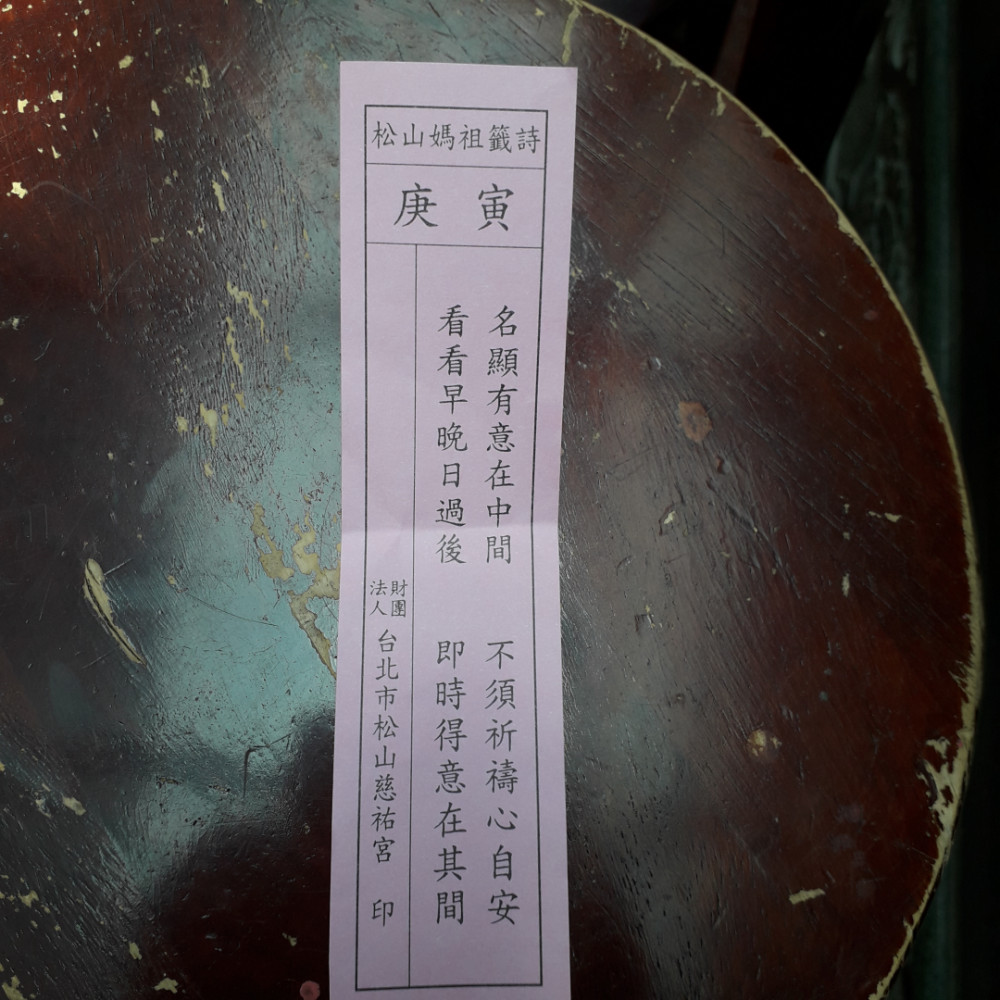 松山媽祖籤詩
庚寅
名顯有意在中間 不須祈禱心自安
看看早晚日過後 即時得意在其間
財團法人台北市松山慈祐宮 印